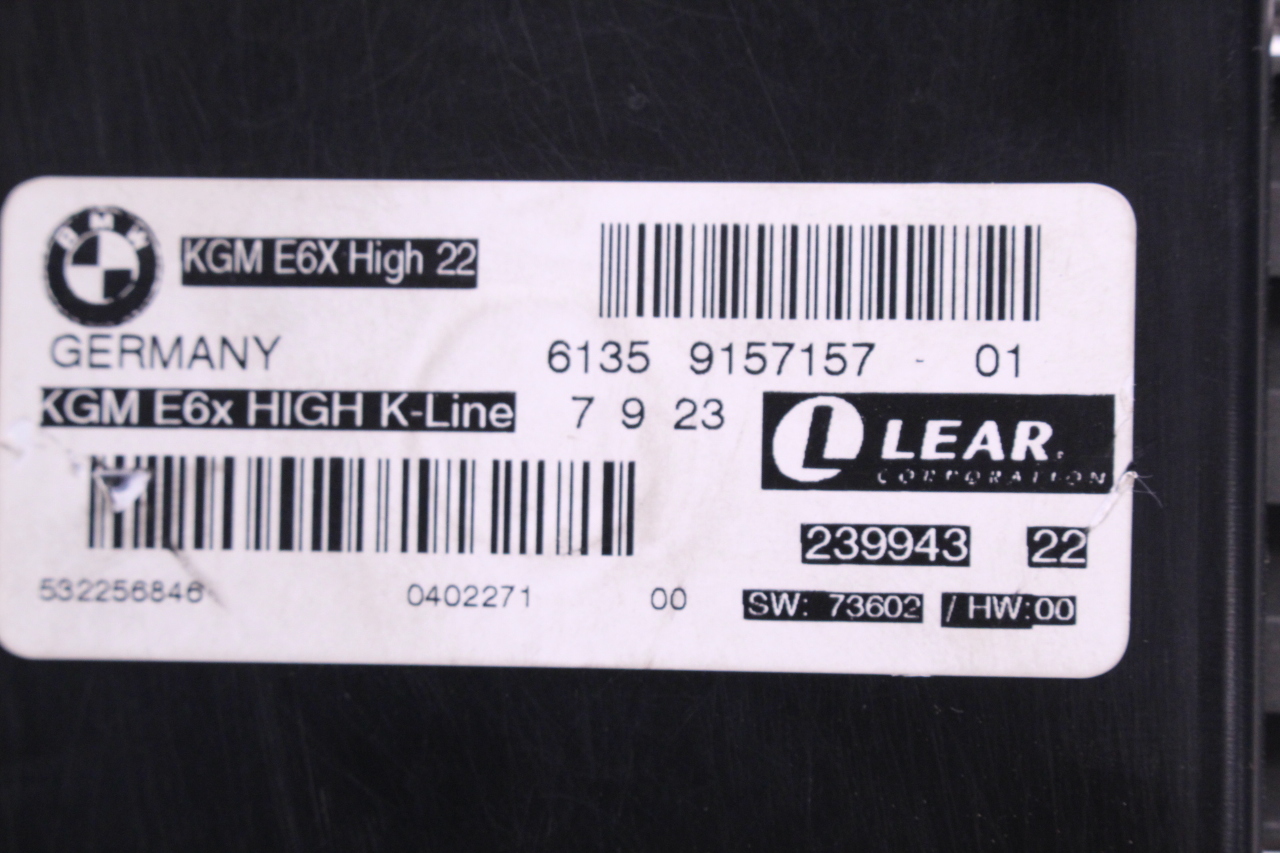 BMW
KGM E6X High 22
GERMANY
6135 9157157 - 01
KGM E6x HIGH K-Line
7 9 23
LEAR.
CORPORATION
239943 22
532256846 0402271 00
SW: 73602 / HW:00